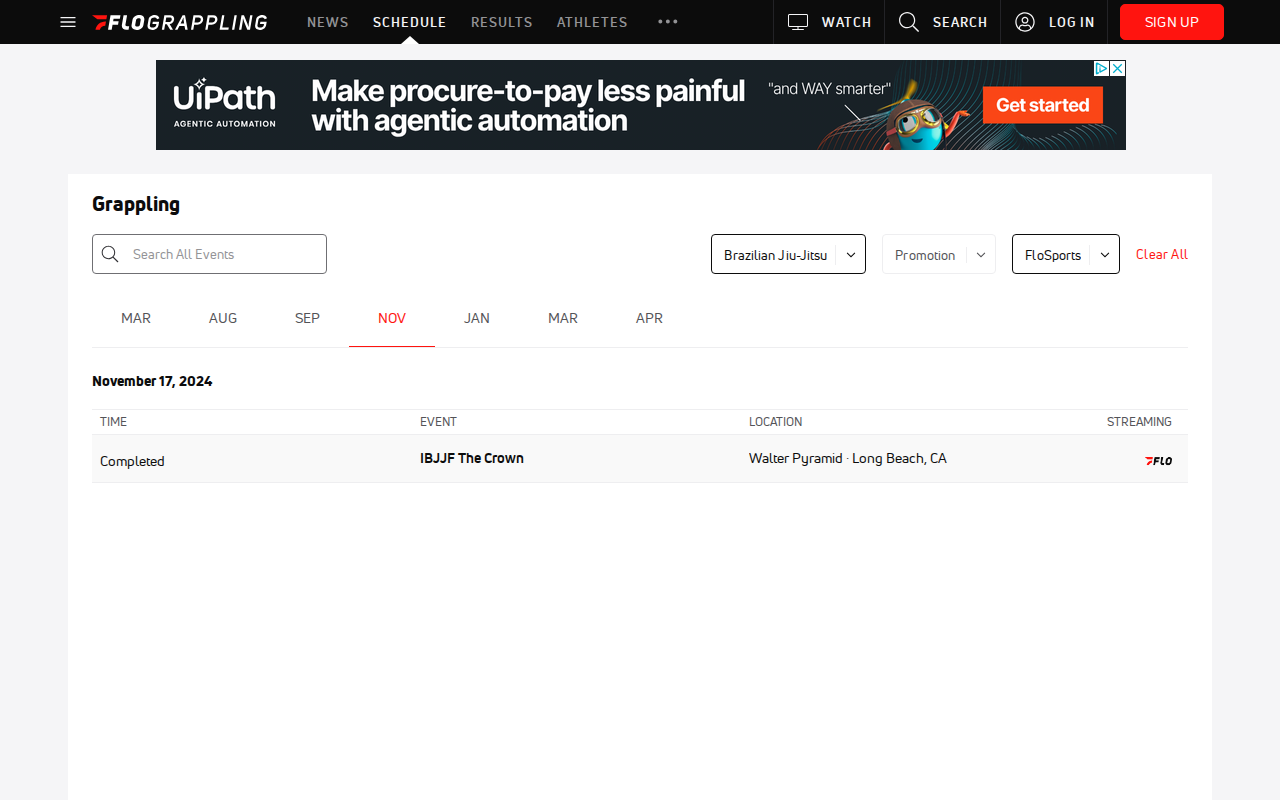 FLOGRAPPLING NEWS SCHEDULE RESULTS ATHLETES WATCH SEARCH LOG IN SIGN UP
UiPath
AGENTIC AUTOMATION
Make procure-to-pay less painful
with agentic automation
"and WAY smarter"
Get started
Grappling
Search All Events Brazilian Jiu-Jitsu Promotion FloSports Clear All
MAR AUG SEP NOV JAN MAR APR
November 17, 2024
TIME EVENT LOCATION STREAMING
Completed IBJJF The Crown Walter Pyramid · Long Beach, CA FLO